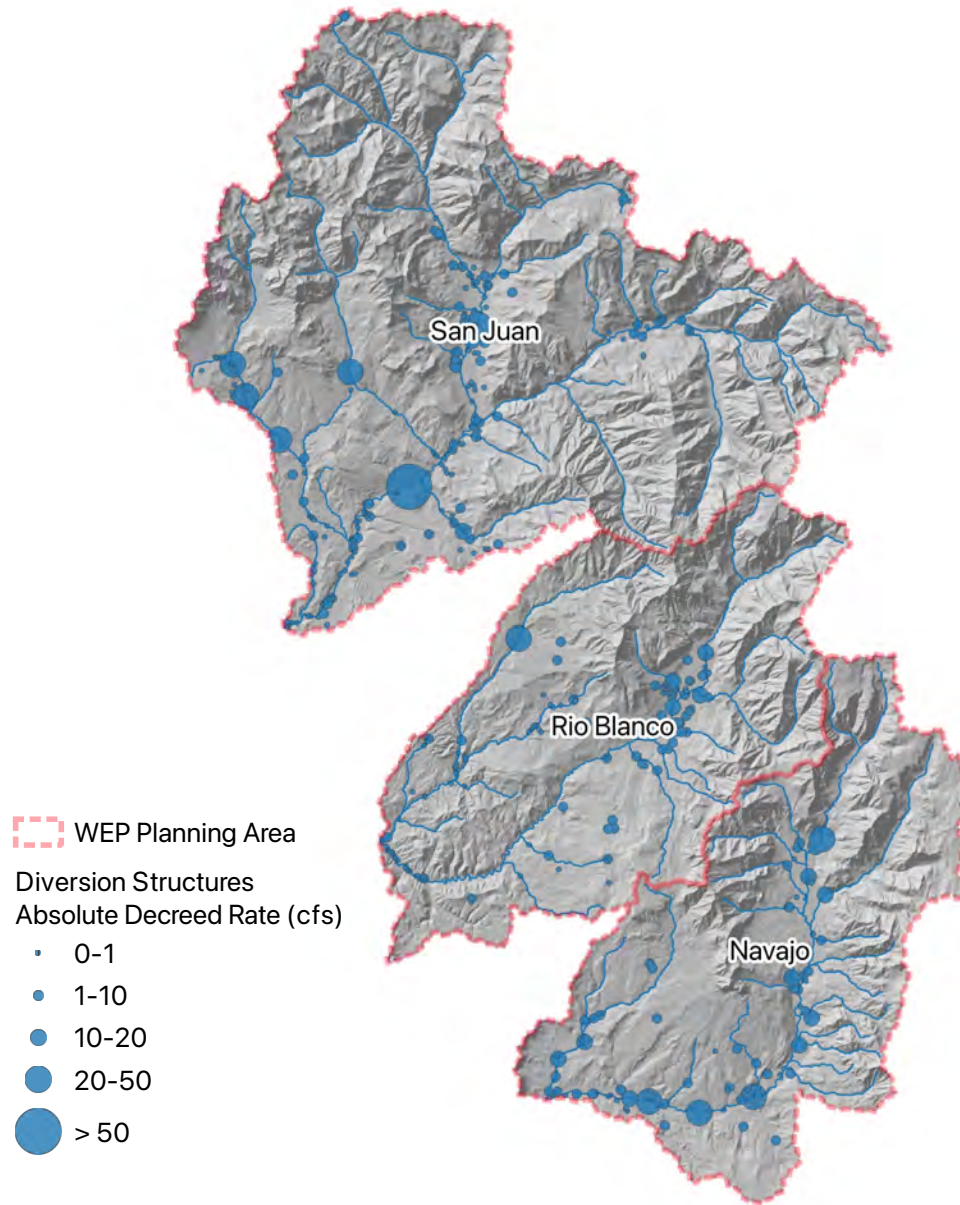 San Juan
Rio Blanco
Navajo
WEP Planning Area
Diversion Structures
Absolute Decreed Rate (cfs)
0-1
1-10
10-20
20-50
> 50